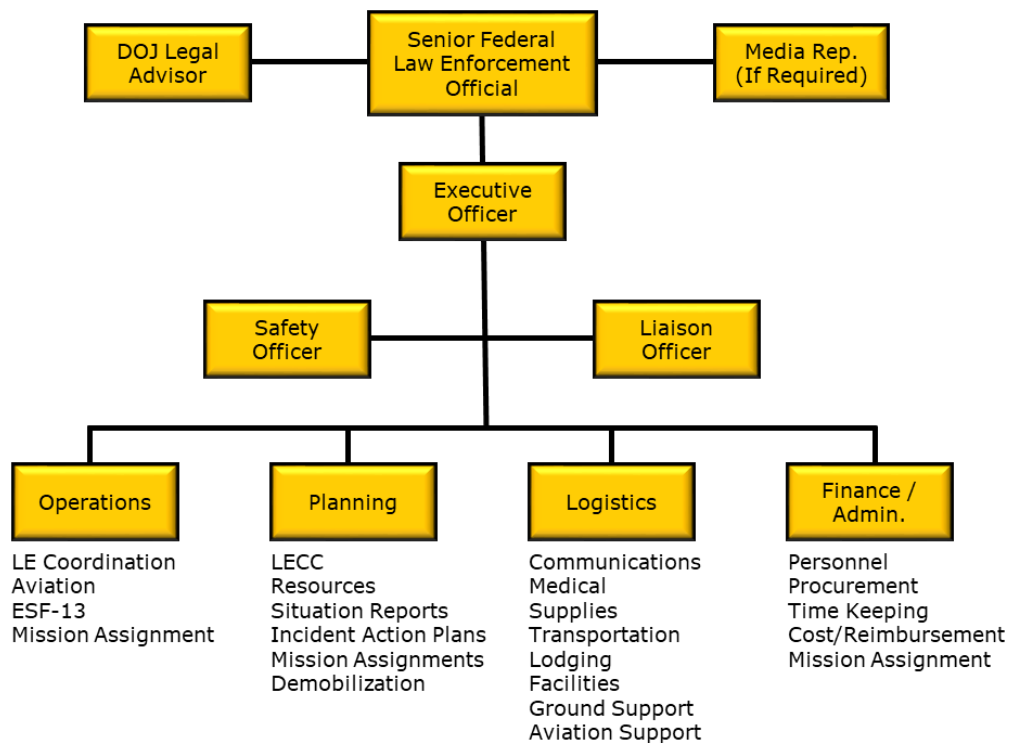 DOJ Legal
Advisor
Senior Federal
Law Enforcement
Official
Media Rep.
(If Required)
Executive
Officer
Safety
Officer
Liaison
Officer
Operations
LE Coordination
Aviation
ESF-13
Mission Assignment
Planning
LECC
Resources
Situation Reports
Incident Action Plans
Mission Assignments
Demobilization
Logistics
Communications
Medical
Supplies
Transportation
Lodging
Facilities
Ground Support
Aviation Support
Finance /
Admin.
Personnel
Procurement
Time Keeping
Cost/Reimbursement
Mission Assignment